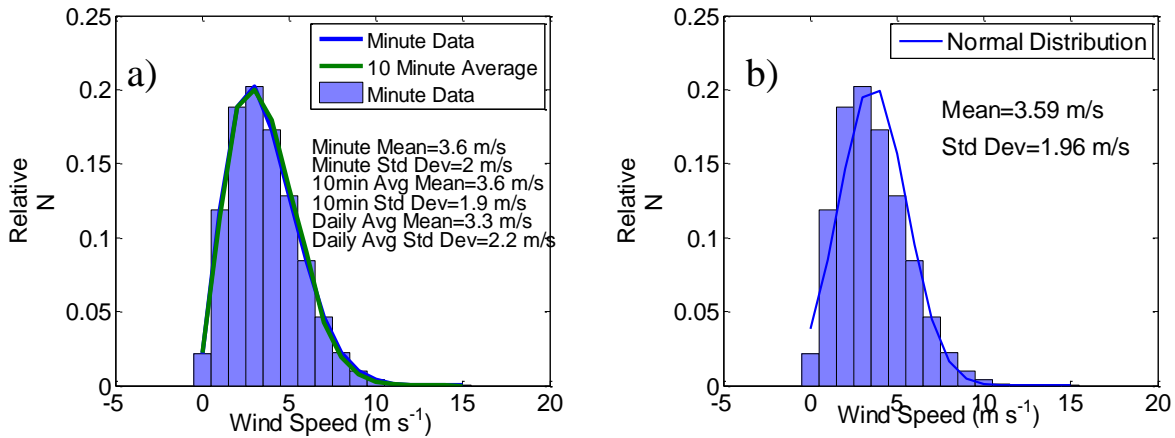 a)
Minute Data
10 Minute Average
Minute Data
Minute Mean=3.6 m/s
Minute Std Dev=2 m/s
10min Avg Mean=3.6 m/s
10min Std Dev=1.9 m/s
Daily Avg Mean=3.3 m/s
Daily Avg Std Dev=2.2 m/s
0.25
0.2
0.15
0.1
0.05
0
Relative
N
-5 0 5 10 15 20
Wind Speed (m s⁻¹)
b)
Normal Distribution
Mean=3.59 m/s
Std Dev=1.96 m/s
0.25
0.2
0.15
0.1
0.05
0
Relative
N
-5 0 5 10 15 20
Wind Speed (m s⁻¹)